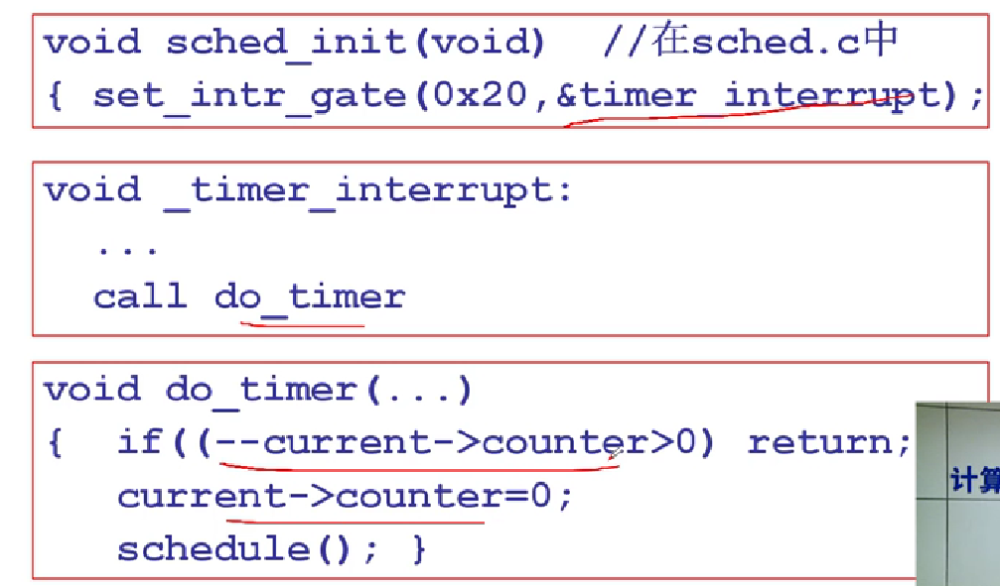 void sched_init(void) //在sched.c中
{ set_intr_gate(0x20,&timer_interrupt);
void _timer_interrupt:
...
call do_timer
void do_timer(...)
{ if((--current->counter>0) return;
current->counter=0;
schedule(); }
计算